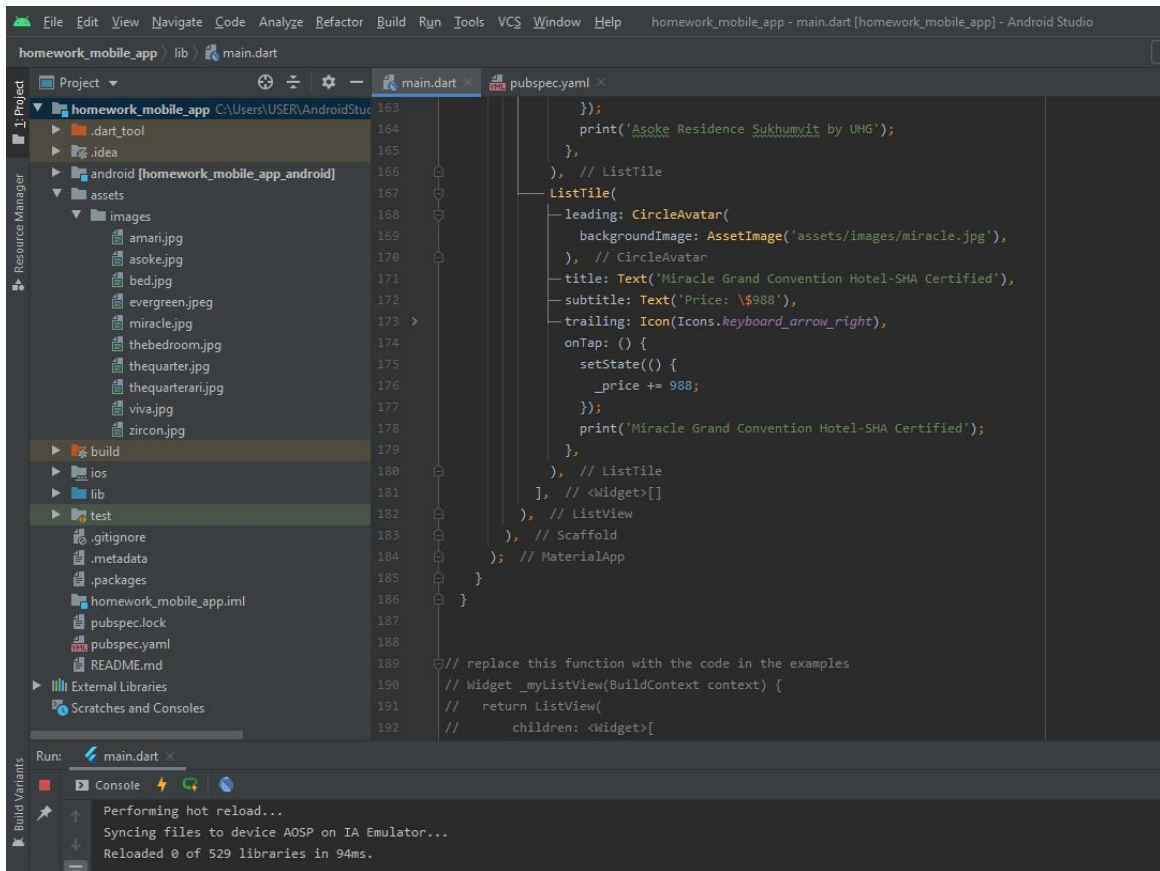 File Edit View Navigate Code Analyze Refactor Build Run Tools VCS Window Help homework_mobile_app - main.dart [homework_mobile_app] - Android Studio
homework_mobile_app lib main.dart
1: Project
Resource Manager
Build Variants
Project
homework_mobile_app C:\Users\USER\AndroidStuc
.dart_tool
.idea
android [homework_mobile_app_android]
assets
images
amari.jpg
asoke.jpg
bed.jpg
evergreen.jpeg
miracle.jpg
thebedroom.jpg
thequarter.jpg
thequarterari.jpg
viva.jpg
zircon.jpg
build
ios
lib
test
.gitignore
.metadata
.packages
homework_mobile_app.iml
pubspec.lock
pubspec.yaml
README.md
External Libraries
Scratches and Consoles
main.dart pubspec.yaml
163 });
164 print('Asoke Residence Sukhumvit by UHG');
165 },
166 ), // ListTile
167 ListTile(
168 leading: CircleAvatar(
169 backgroundImage: AssetImage('assets/images/miracle.jpg'),
170 ), // CircleAvatar
171 title: Text('Miracle Grand Convention Hotel-SHA Certified'),
172 subtitle: Text('Price: \$988'),
173 trailing: Icon(Icons.keyboard_arrow_right),
174 onTap: () {
175 setState(() {
176 _price += 988;
177 });
178 print('Miracle Grand Convention Hotel-SHA Certified');
179 },
180 ), // ListTile
181 ], // <Widget>[]
182 ), // ListView
183 ), // Scaffold
184 ); // MaterialApp
185 }
186 }
187
188
189 // replace this function with the code in the examples
190 // Widget _myListView(BuildContext context) {
191 // return ListView(
192 // children: <Widget>[
Run: main.dart
Console
Performing hot reload...
Syncing files to device AOSP on IA Emulator...
Reloaded 0 of 529 libraries in 94ms.